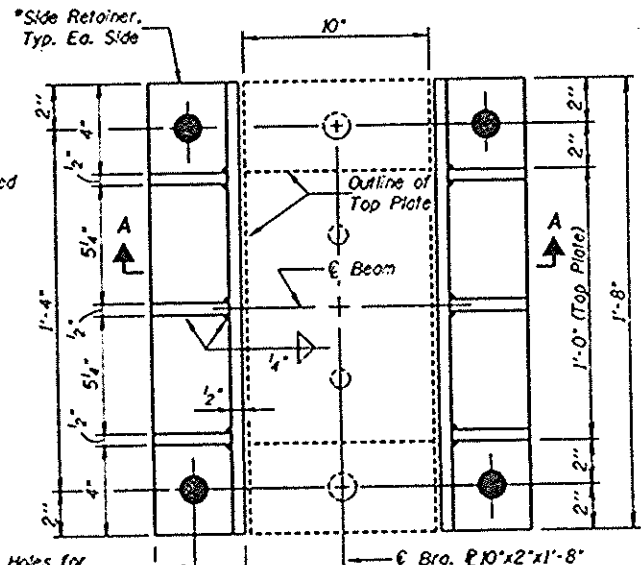 *Side Retainer,
Typ. Ea. Side
10"
2"
4"
1/2"
5 1/4"
1'-4"
1/2"
5 1/4"
1/2"
4"
2"
ed
A
Outline of
Top Plate
℄ Beam
1/4"
1/2"
A
2"
2"
1'-0" (Top Plate)
1'-8"
2"
2"
Holes for
℄ Brg. ⅊ 10"x2"x1'-8"